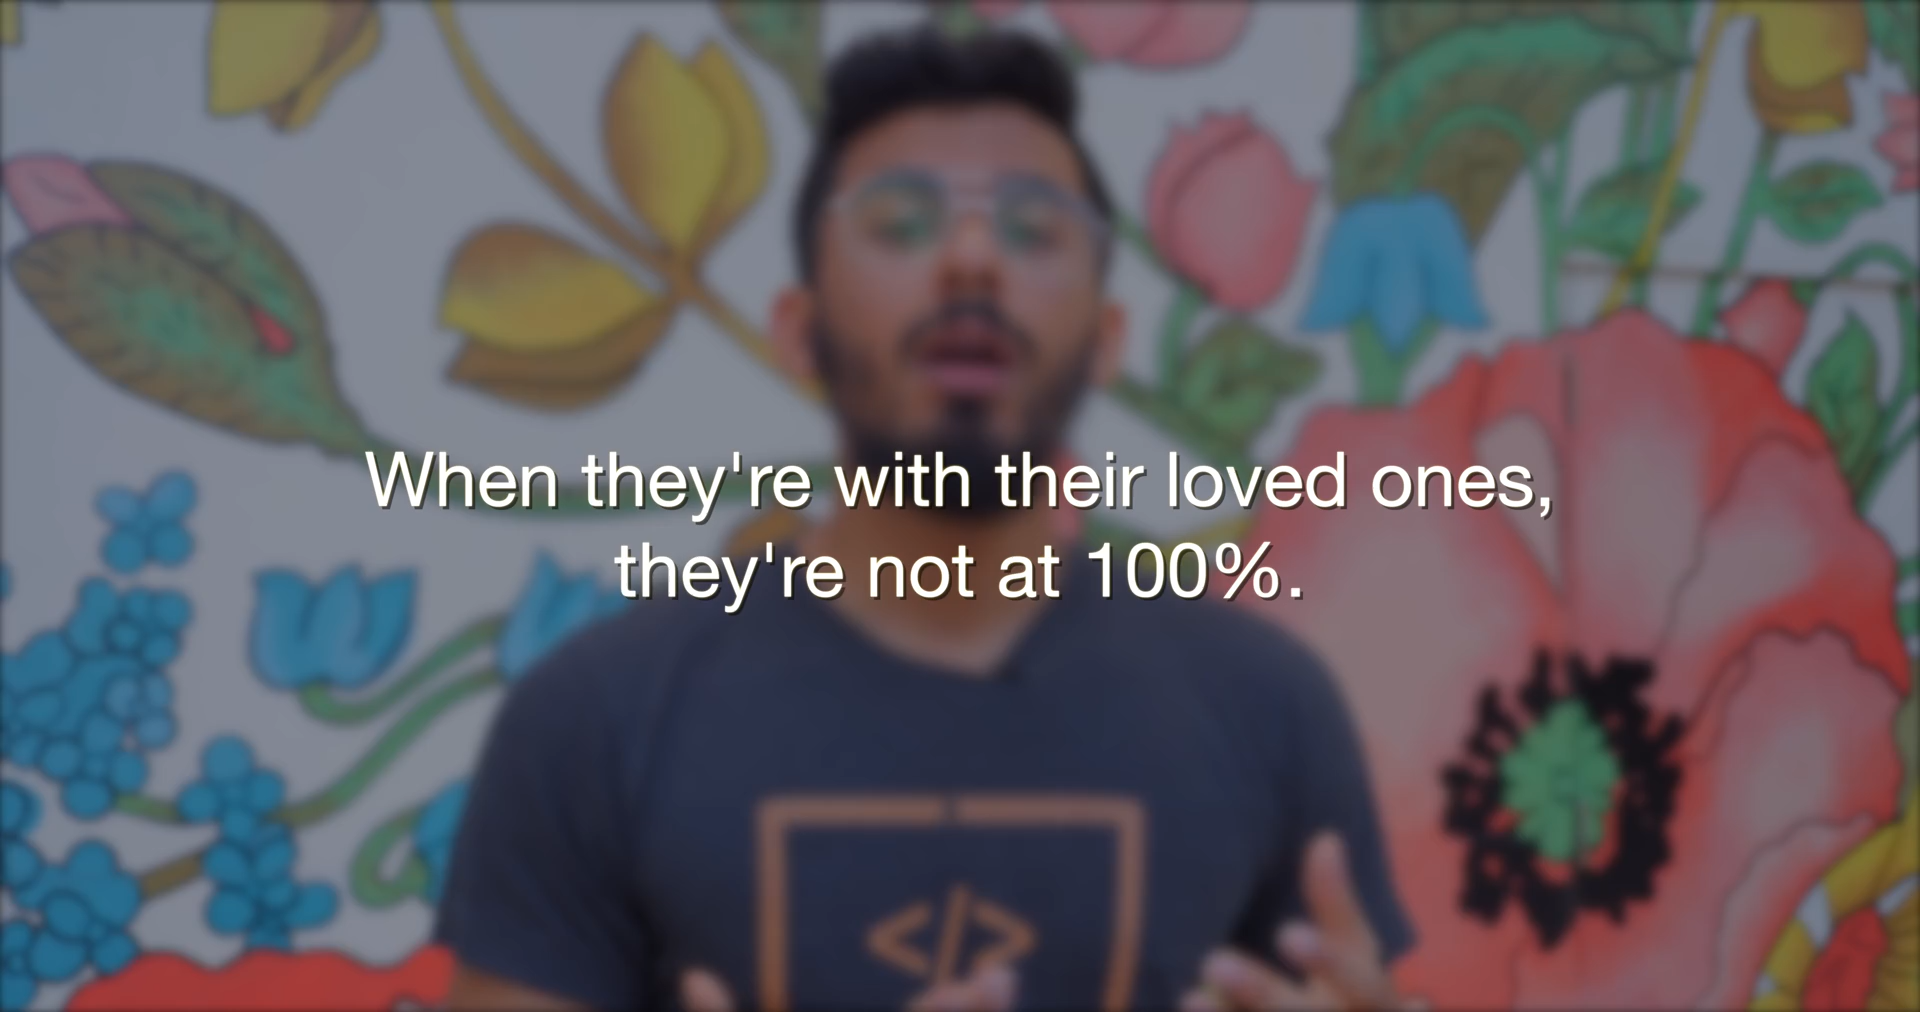 When they're with their loved ones,
they're not at 100%.
</>